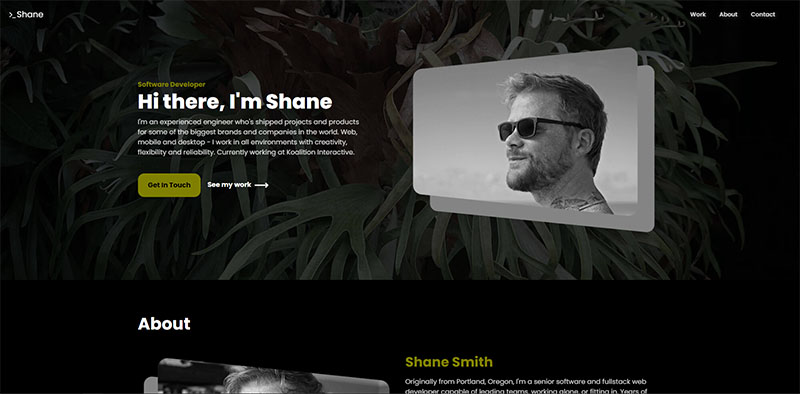 >_Shane
Work
About
Contact
Software Developer
Hi there, I'm Shane
I'm an experienced engineer who's shipped projects and products
for some of the biggest brands and companies in the world. Web,
mobile and desktop - I work in all environments with creativity,
flexibility and reliability. Currently working at Koalition Interactive.
Get In Touch
See my work
About
Shane Smith
Originally from Portland, Oregon, I'm a senior software and fullstack web
developer capable of leading teams, working alone, or fitting in. Years of